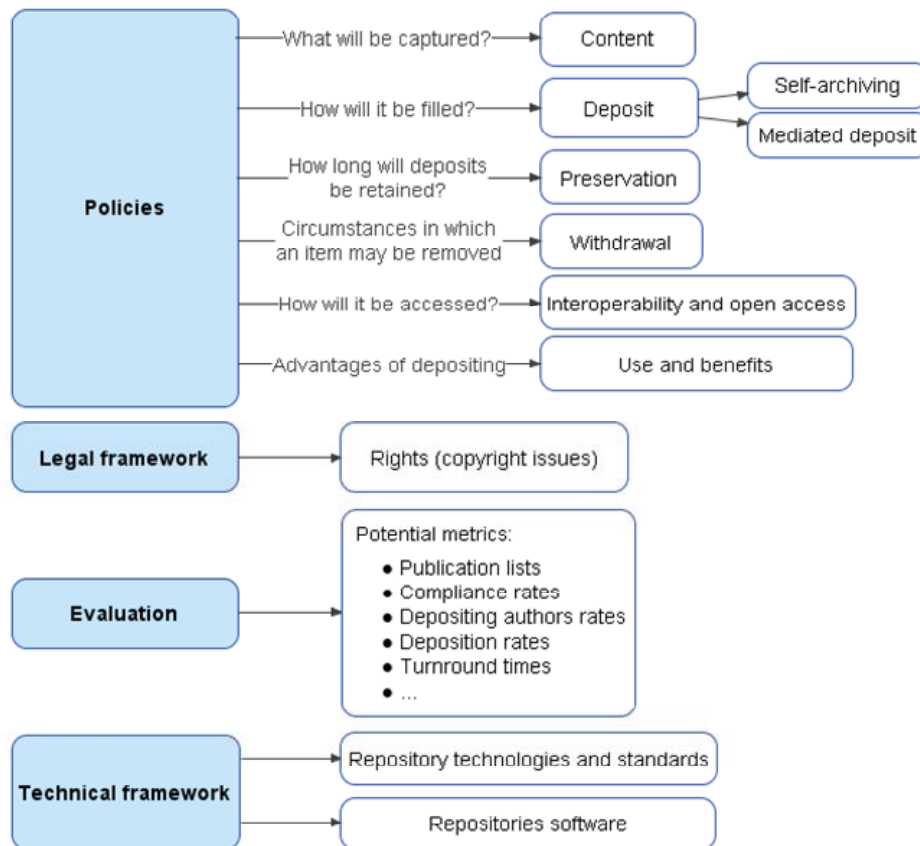 What will be captured?
Content
Self-archiving
How will it be filled?
Deposit
Mediated deposit
How long will deposits
be retained?
Preservation
Policies
Circumstances in which
an item may be removed
Withdrawal
How will it be accessed?
Interoperability and open access
Advantages of depositing
Use and benefits
Legal framework
Rights (copyright issues)
Evaluation
Potential metrics:
● Publication lists
● Compliance rates
● Depositing authors rates
● Deposition rates
● Turnround times
● ...
Technical framework
Repository technologies and standards
Repositories software